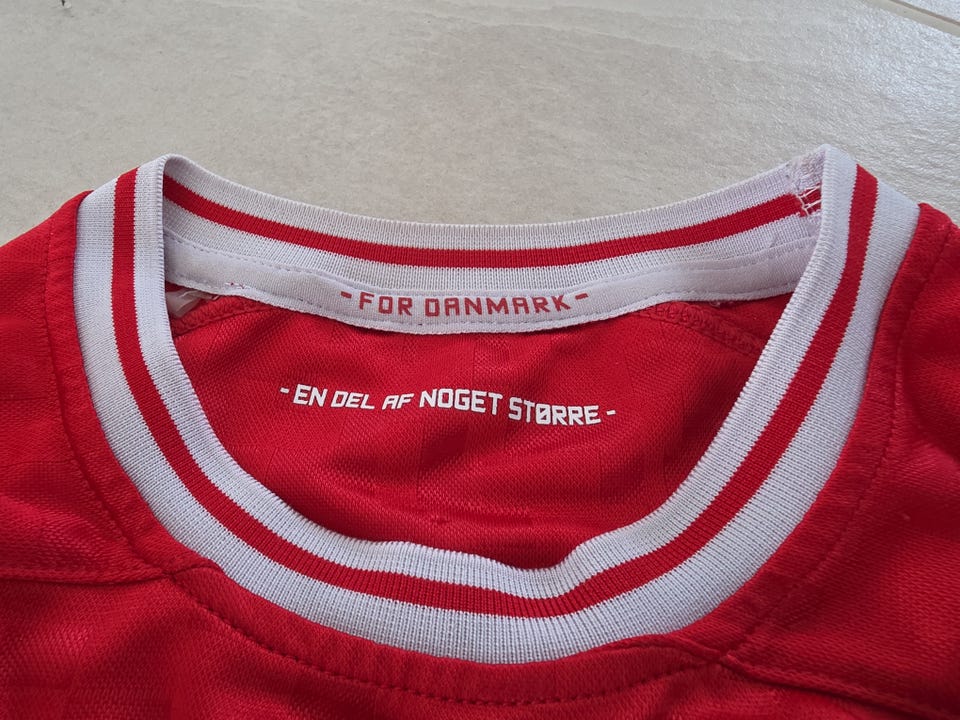 -FOR DANMARK-
-EN DEL AF NOGET STØRRE-